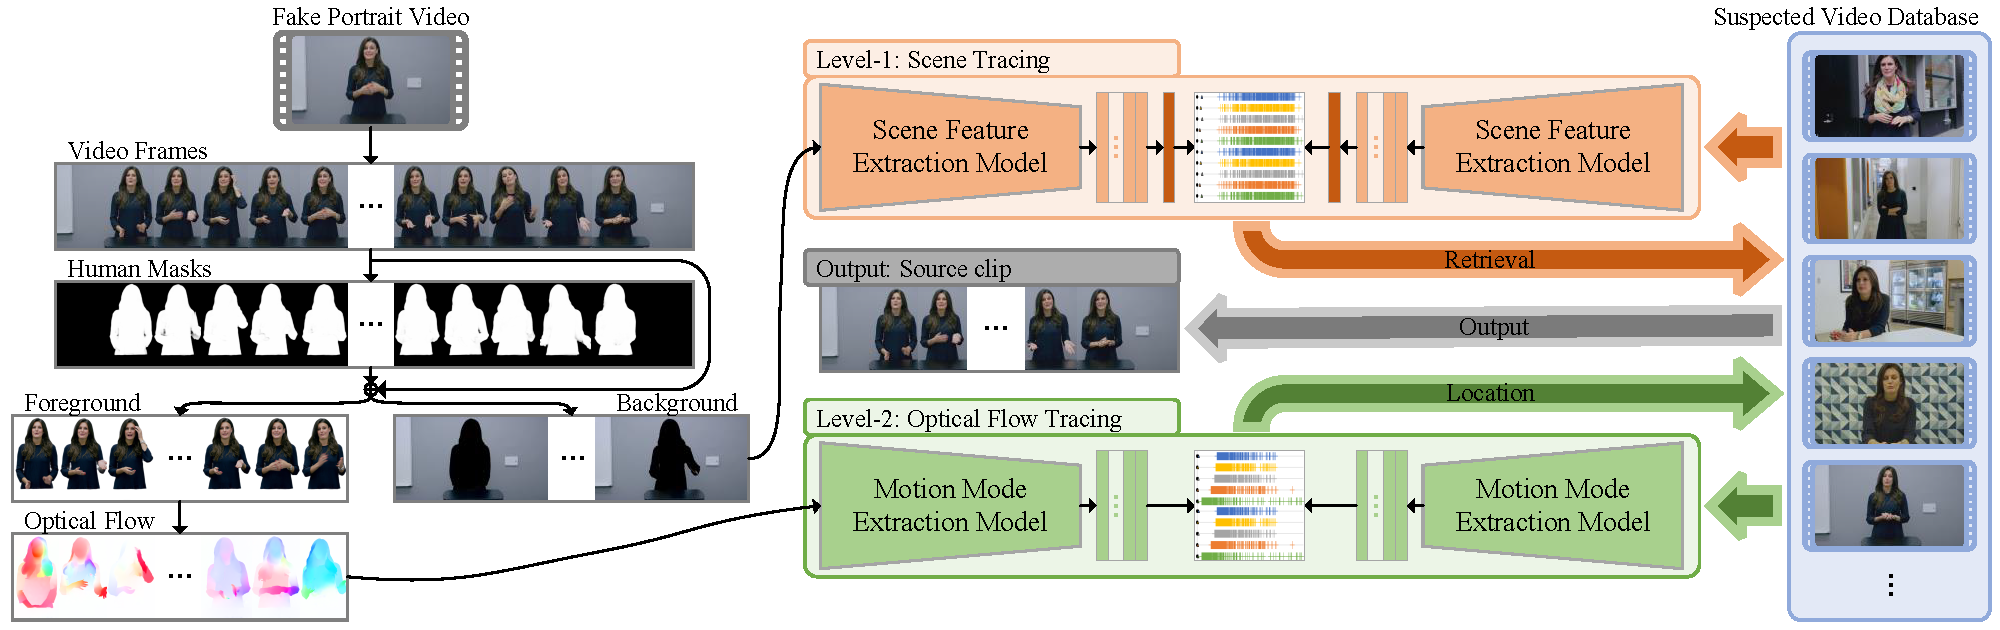 Fake Portrait Video
Video Frames
...
Human Masks
...
Foreground
...
Background
...
Optical Flow
...
Level-1: Scene Tracing
Scene Feature
Extraction Model
Scene Feature
Extraction Model
Retrieval
Output: Source clip
...
Output
Location
Level-2: Optical Flow Tracing
Motion Mode
Extraction Model
Motion Mode
Extraction Model
Suspected Video Database